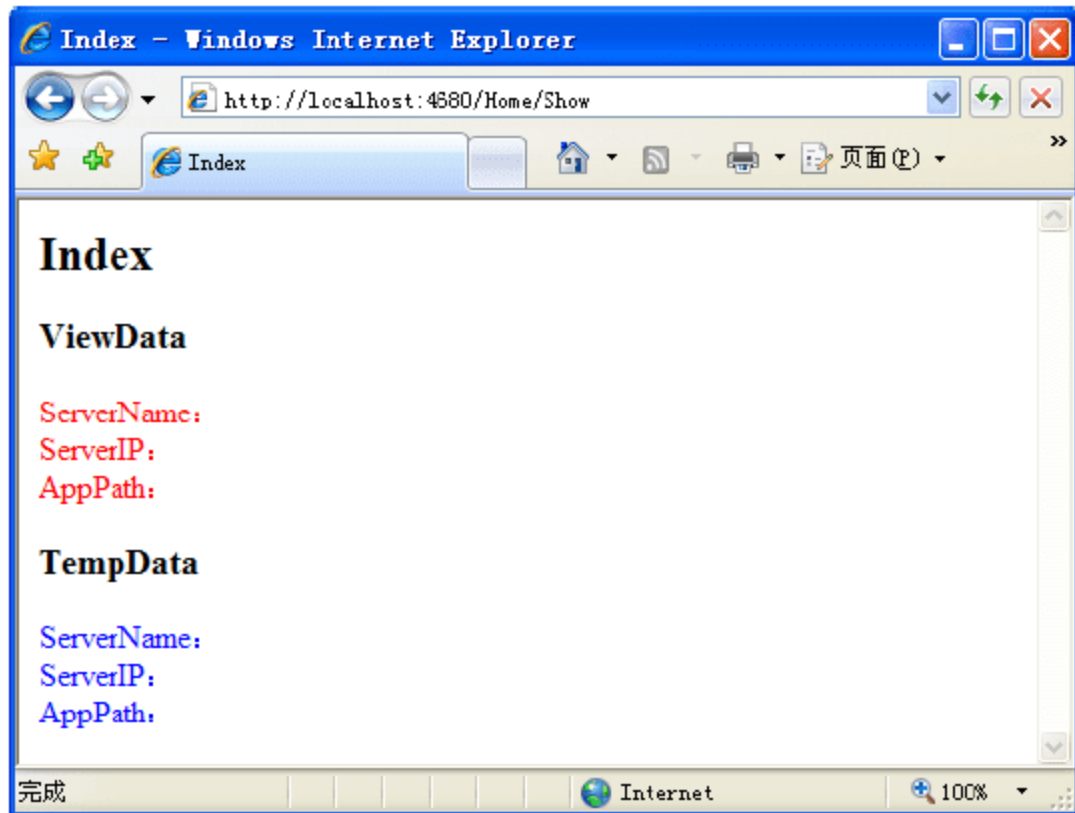 Index - Windows Internet Explorer
http://localhost:4680/Home/Show
Index
页面(P)
»
Index
ViewData
ServerName：
ServerIP：
AppPath：
TempData
ServerName：
ServerIP：
AppPath：
完成
Internet
100%